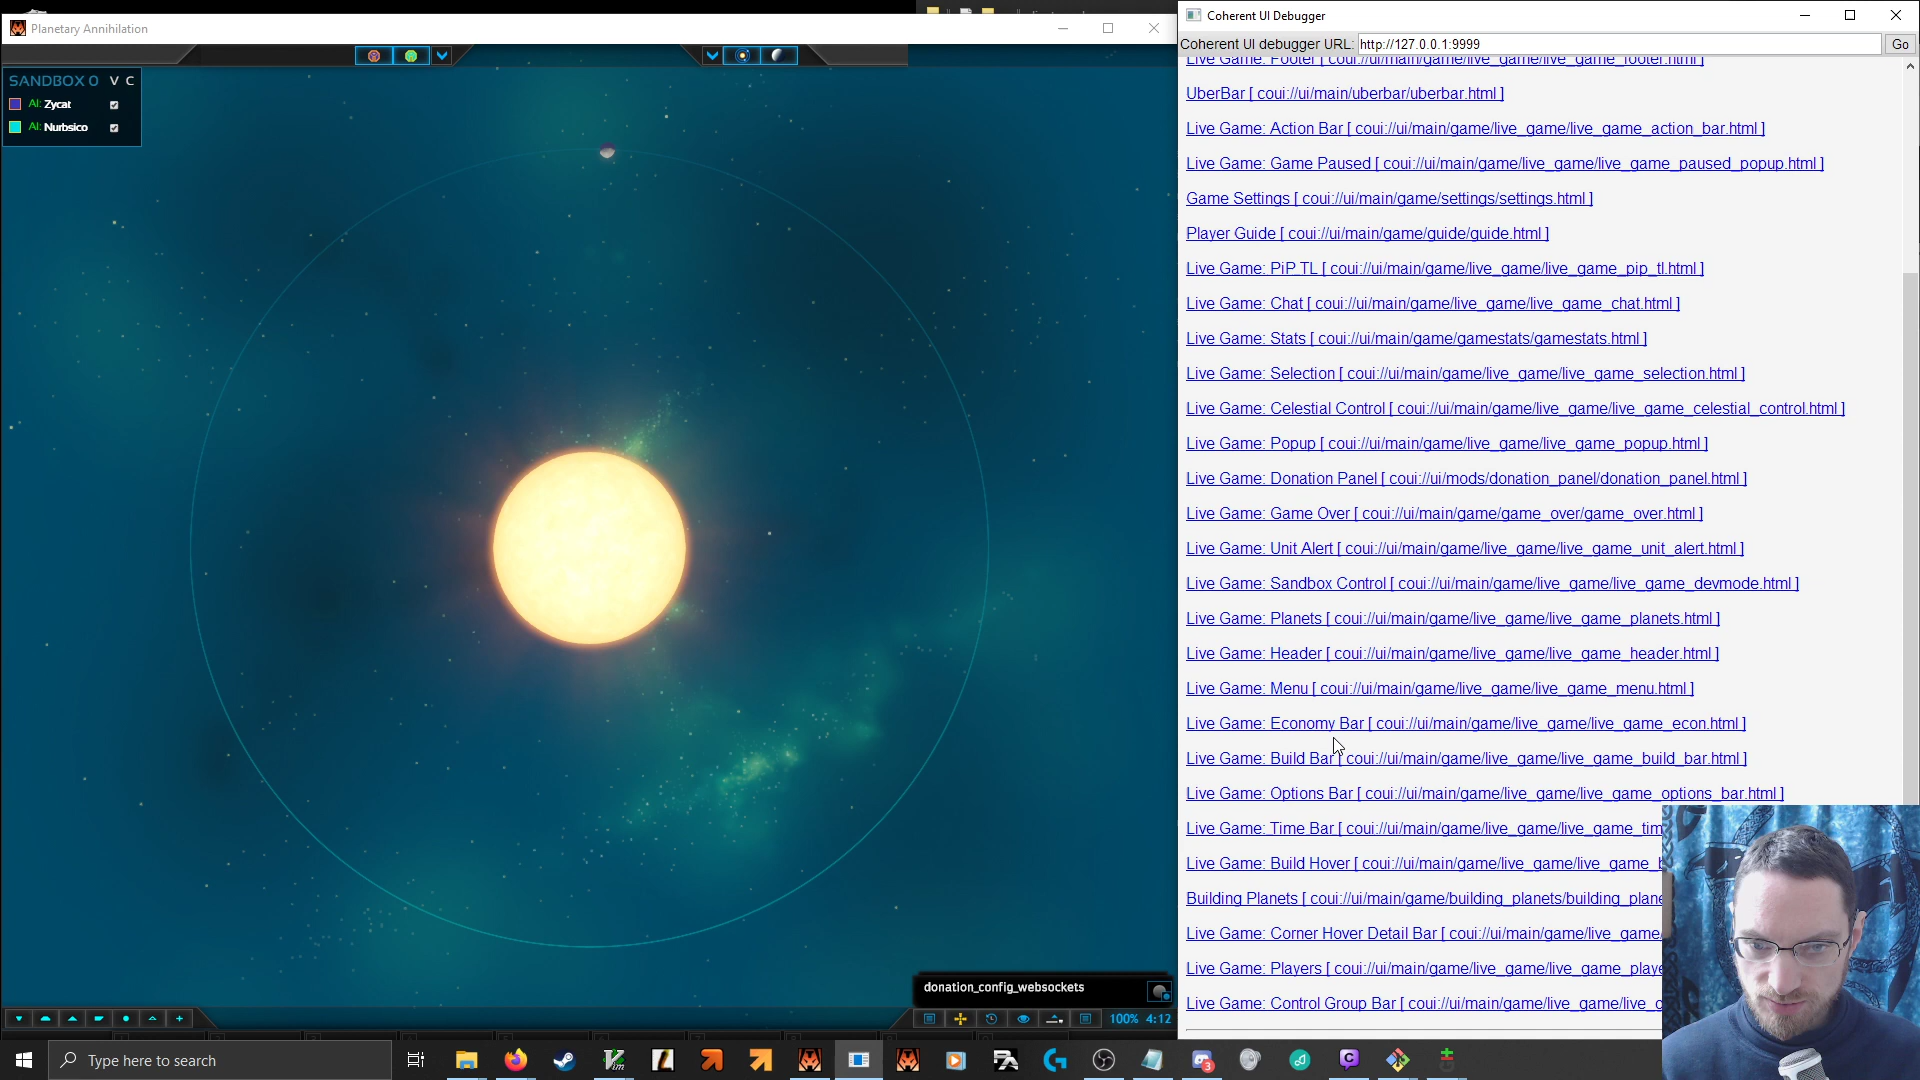 Planetary Annihilation
SANDBOX 0 V C
AI: Zycat
AI: Nurbsico
donation_config_websockets
100% 4:12
Type here to search
Coherent UI Debugger
Coherent UI debugger URL: http://127.0.0.1:9999 Go
Live Game: Footer [ coui://ui/main/game/live_game/live_game_footer.html ]
UberBar [ coui://ui/main/uberbar/uberbar.html ]
Live Game: Action Bar [ coui://ui/main/game/live_game/live_game_action_bar.html ]
Live Game: Game Paused [ coui://ui/main/game/live_game/live_game_paused_popup.html ]
Game Settings [ coui://ui/main/game/settings/settings.html ]
Player Guide [ coui://ui/main/game/guide/guide.html ]
Live Game: PiP TL [ coui://ui/main/game/live_game/live_game_pip_tl.html ]
Live Game: Chat [ coui://ui/main/game/live_game/live_game_chat.html ]
Live Game: Stats [ coui://ui/main/game/gamestats/gamestats.html ]
Live Game: Selection [ coui://ui/main/game/live_game/live_game_selection.html ]
Live Game: Celestial Control [ coui://ui/main/game/live_game/live_game_celestial_control.html ]
Live Game: Popup [ coui://ui/main/game/live_game/live_game_popup.html ]
Live Game: Donation Panel [ coui://ui/mods/donation_panel/donation_panel.html ]
Live Game: Game Over [ coui://ui/main/game/game_over/game_over.html ]
Live Game: Unit Alert [ coui://ui/main/game/live_game/live_game_unit_alert.html ]
Live Game: Sandbox Control [ coui://ui/main/game/live_game/live_game_devmode.html ]
Live Game: Planets [ coui://ui/main/game/live_game/live_game_planets.html ]
Live Game: Header [ coui://ui/main/game/live_game/live_game_header.html ]
Live Game: Menu [ coui://ui/main/game/live_game/live_game_menu.html ]
Live Game: Economy Bar [ coui://ui/main/game/live_game/live_game_econ.html ]
Live Game: Build Bar [ coui://ui/main/game/live_game/live_game_build_bar.html ]
Live Game: Options Bar [ coui://ui/main/game/live_game/live_game_options_bar.html ]
Live Game: Time Bar [ coui://ui/main/game/live_game/live_game_tim
Live Game: Build Hover [ coui://ui/main/game/live_game/live_game_b
Building Planets [ coui://ui/main/game/building_planets/building_plane
Live Game: Corner Hover Detail Bar [ coui://ui/main/game/live_game/
Live Game: Players [ coui://ui/main/game/live_game/live_game_playe
Live Game: Control Group Bar [ coui://ui/main/game/live_game/live_